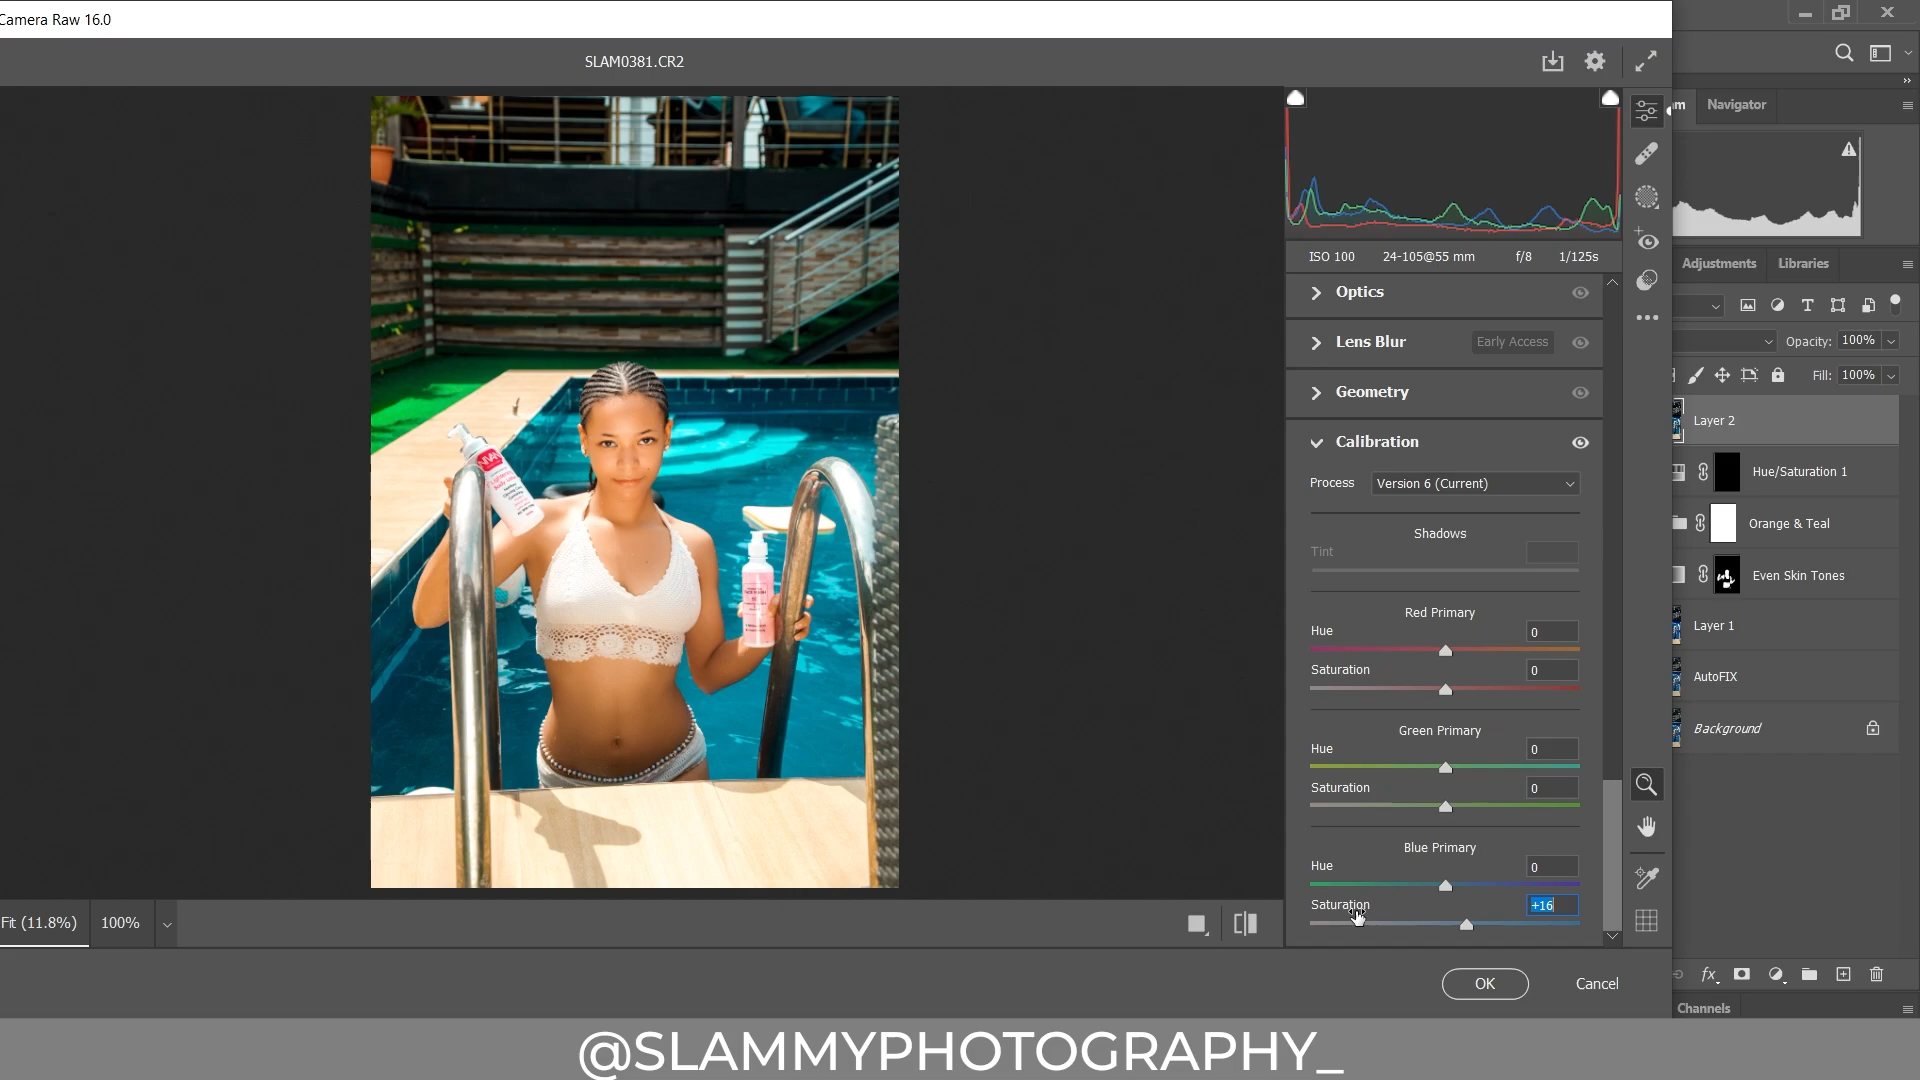 Camera Raw 16.0
SLAM0381.CR2
Navigator
ISO 100 24-105@55 mm f/8 1/125s
Optics
Lens Blur Early Access
Geometry
Calibration
Process Version 6 (Current)
Shadows
Tint
Red Primary
Hue 0
Saturation 0
Green Primary
Hue 0
Saturation 0
Blue Primary
Hue 0
Saturation +16
Adjustments Libraries
Opacity: 100%
Fill: 100%
Layer 2
Hue/Saturation 1
Orange & Teal
Even Skin Tones
Layer 1
AutoFIX
Background
fx
Channels
Fit (11.8%) 100%
OK Cancel
@SLAMMYPHOTOGRAPHY_